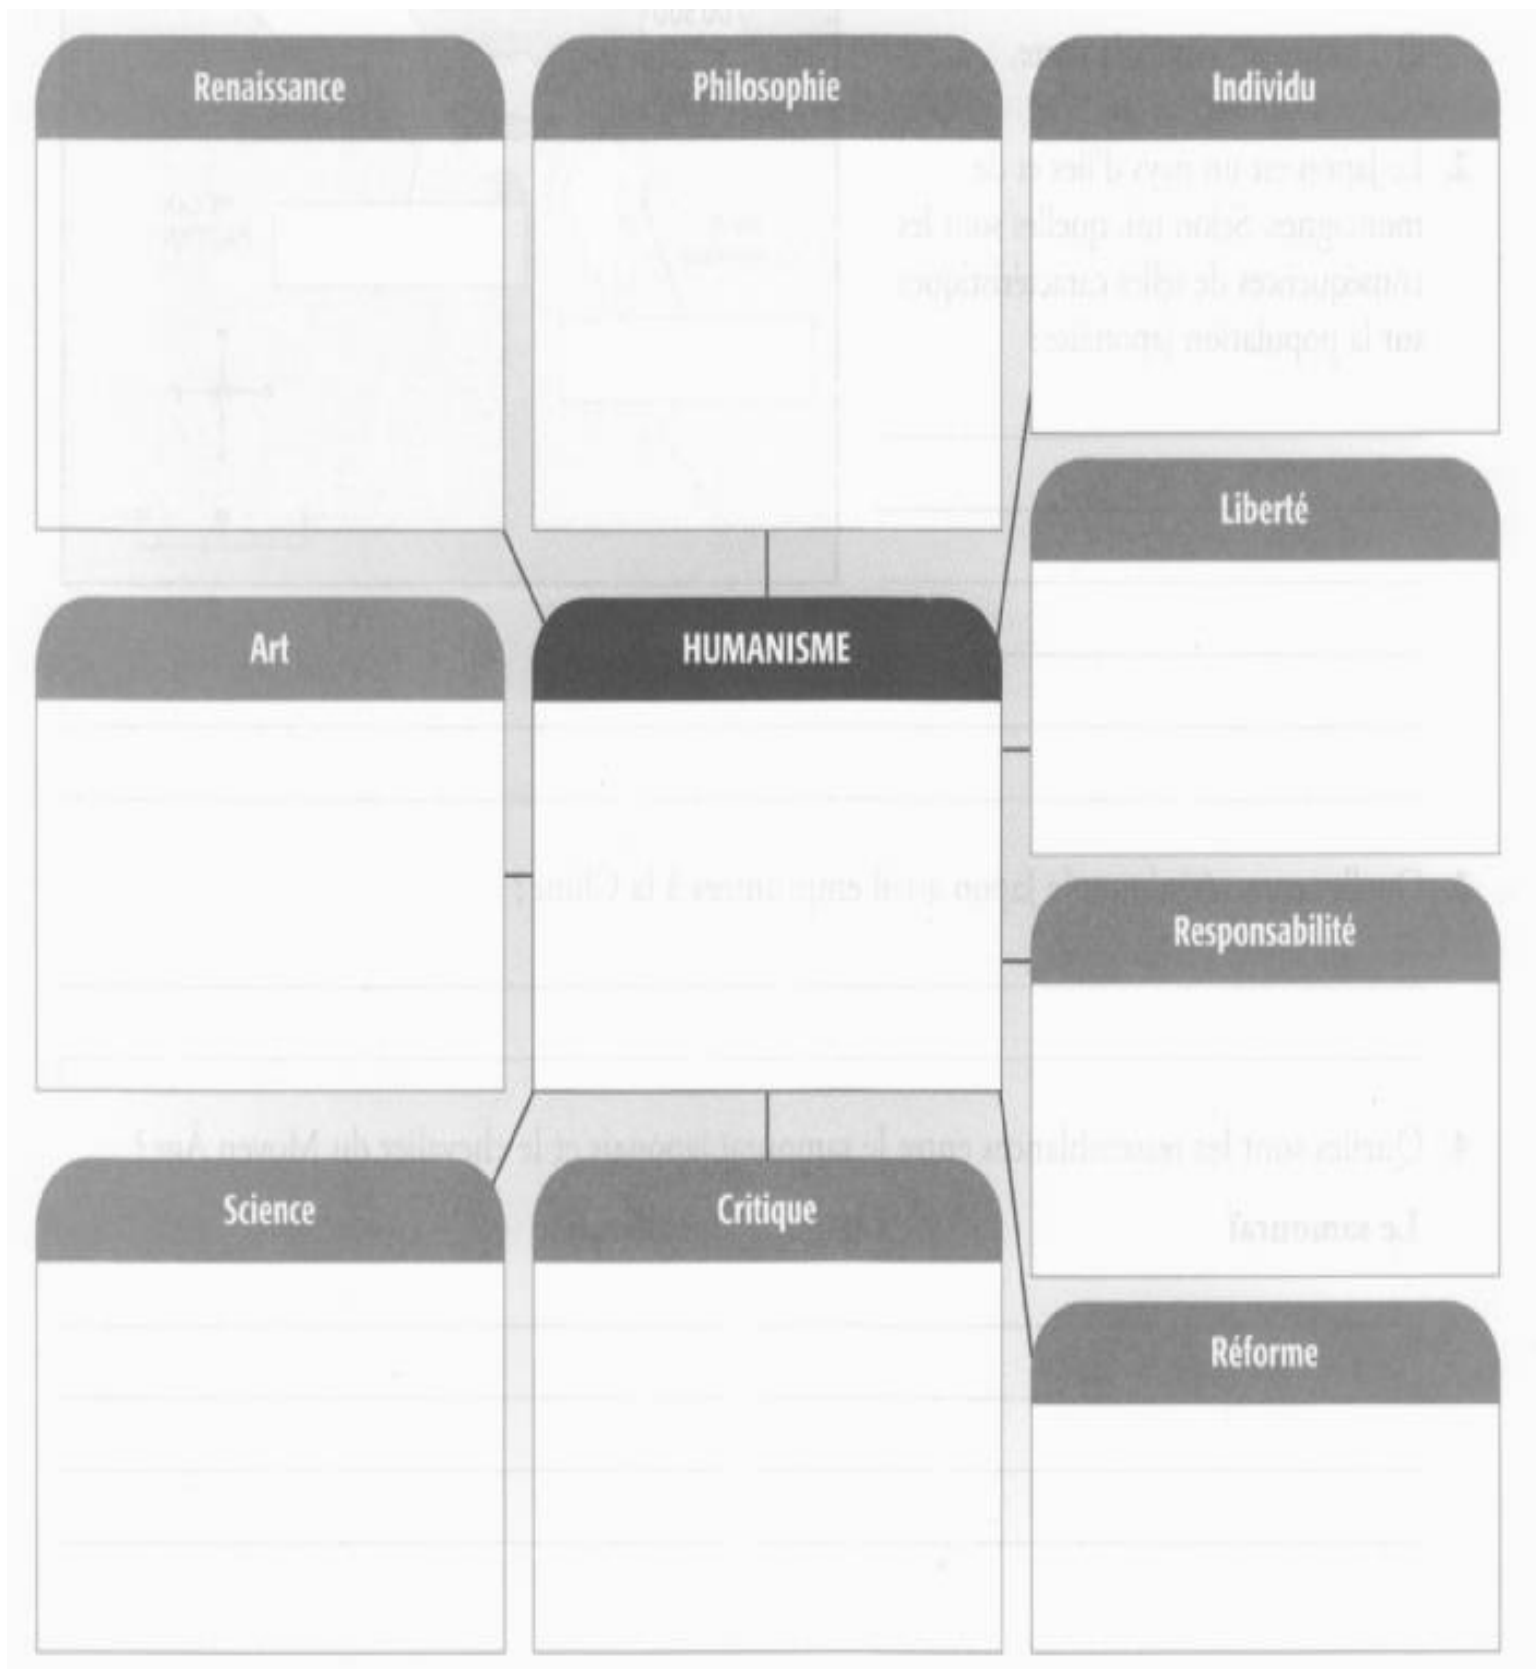 Renaissance
Philosophie
Individu
Liberté
Art
HUMANISME
Responsabilité
Science
Critique
Réforme